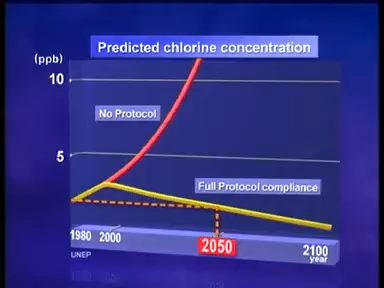 Predicted chlorine concentration
(ppb)
10
No Protocol
5
Full Protocol compliance
1980 2000 2050 2100
year
UNEP